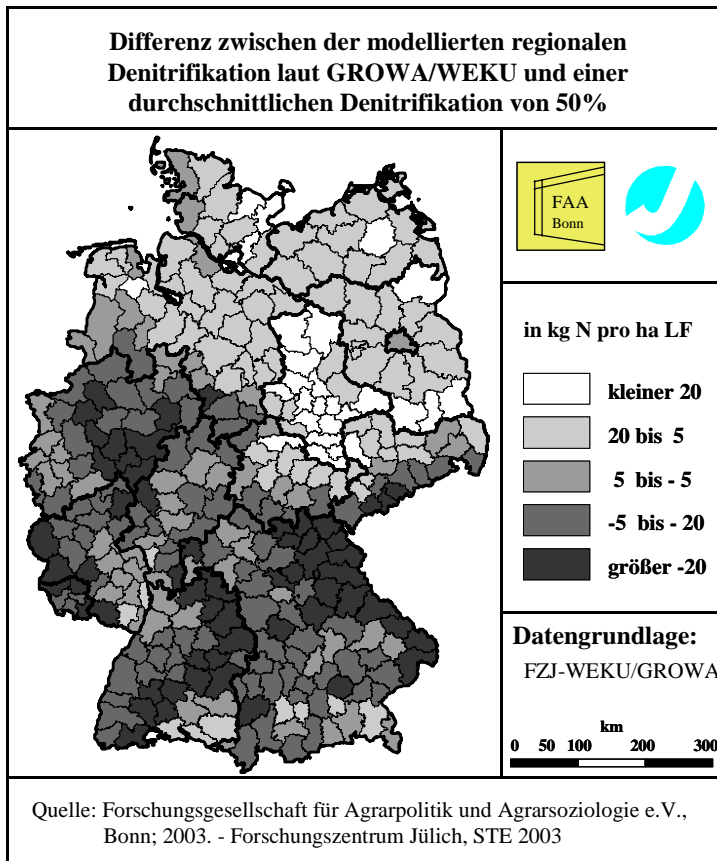 Differenz zwischen der modellierten regionalen
Denitrifikation laut GROWA/WEKU und einer
durchschnittlichen Denitrifikation von 50%
FAA
Bonn
in kg N pro ha LF
kleiner 20
20 bis 5
5 bis - 5
-5 bis - 20
größer -20
Datengrundlage:
FZJ-WEKU/GROWA
km
0 50 100 200 300
Quelle: Forschungsgesellschaft für Agrarpolitik und Agrarsoziologie e.V.,
Bonn; 2003. - Forschungszentrum Jülich, STE 2003